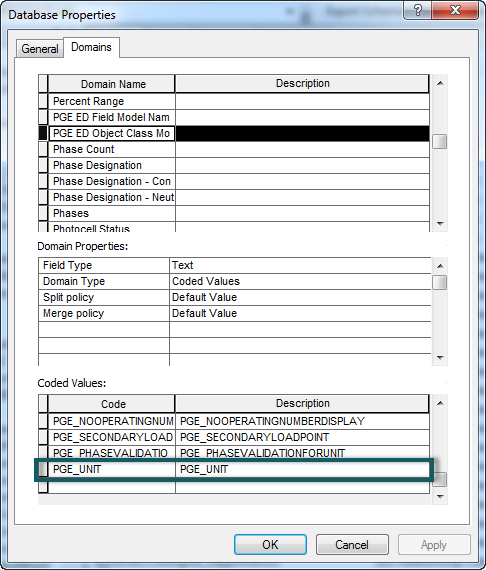 Database Properties
General
Domains
Domain Name Description
Percent Range
PGE ED Field Model Nam
PGE ED Object Class Mo
Phase Count
Phase Designation
Phase Designation - Con
Phase Designation - Neut
Phases
Photocell Status
Domain Properties:
Field Type Text
Domain Type Coded Values
Split policy Default Value
Merge policy Default Value
Coded Values:
Code Description
PGE_NOOPERATINGNUM PGE_NOOPERATINGNUMBERDISPLAY
PGE_SECONDARYLOAD PGE_SECONDARYLOADPOINT
PGE_PHASEVALIDATIO PGE_PHASEVALIDATIONFORUNIT
PGE_UNIT PGE_UNIT
OK Cancel Apply